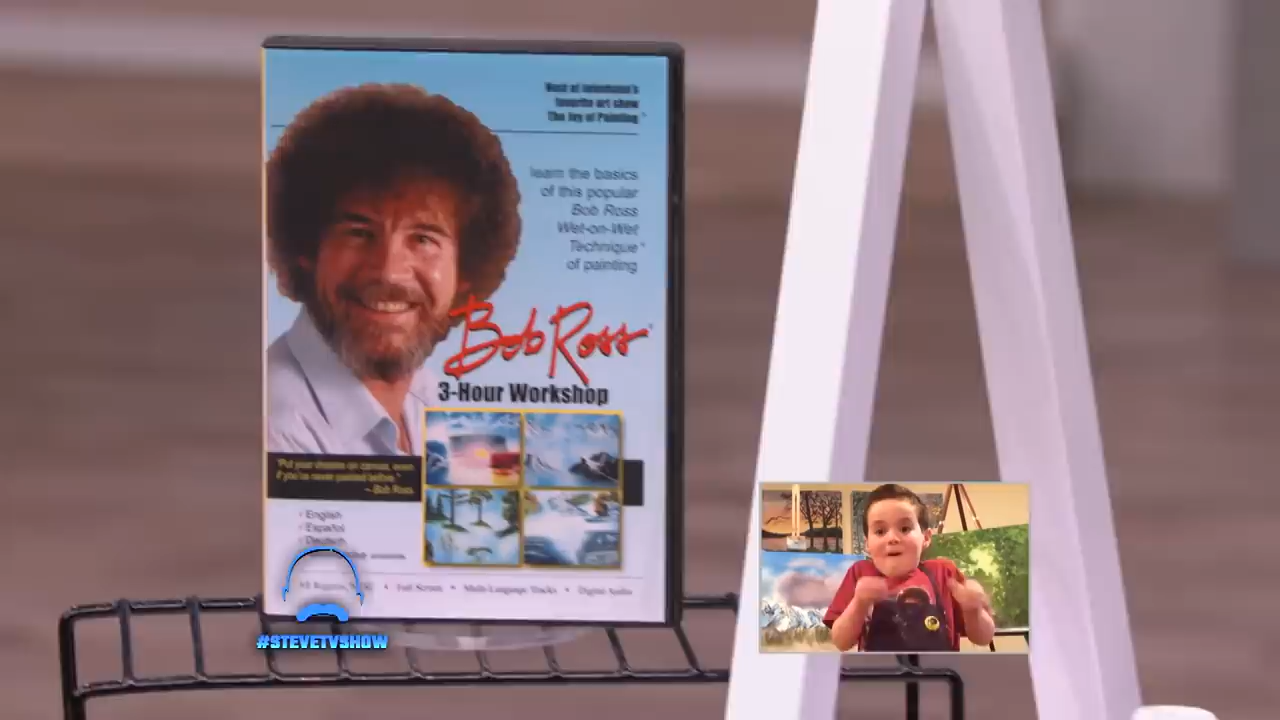 Best of television's
favorite art show
The Joy of Painting
learn the basics
of this popular
Bob Ross
Wet-on-Wet
Technique
of painting
Bob Ross
3-Hour Workshop
"Put your dreams on canvas, even
if you've never painted before."
~Bob Ross
English
Español
Deutsch
• Full Screen • Multi-Language Tracks • Digital Audio
#STEVETVSHOW